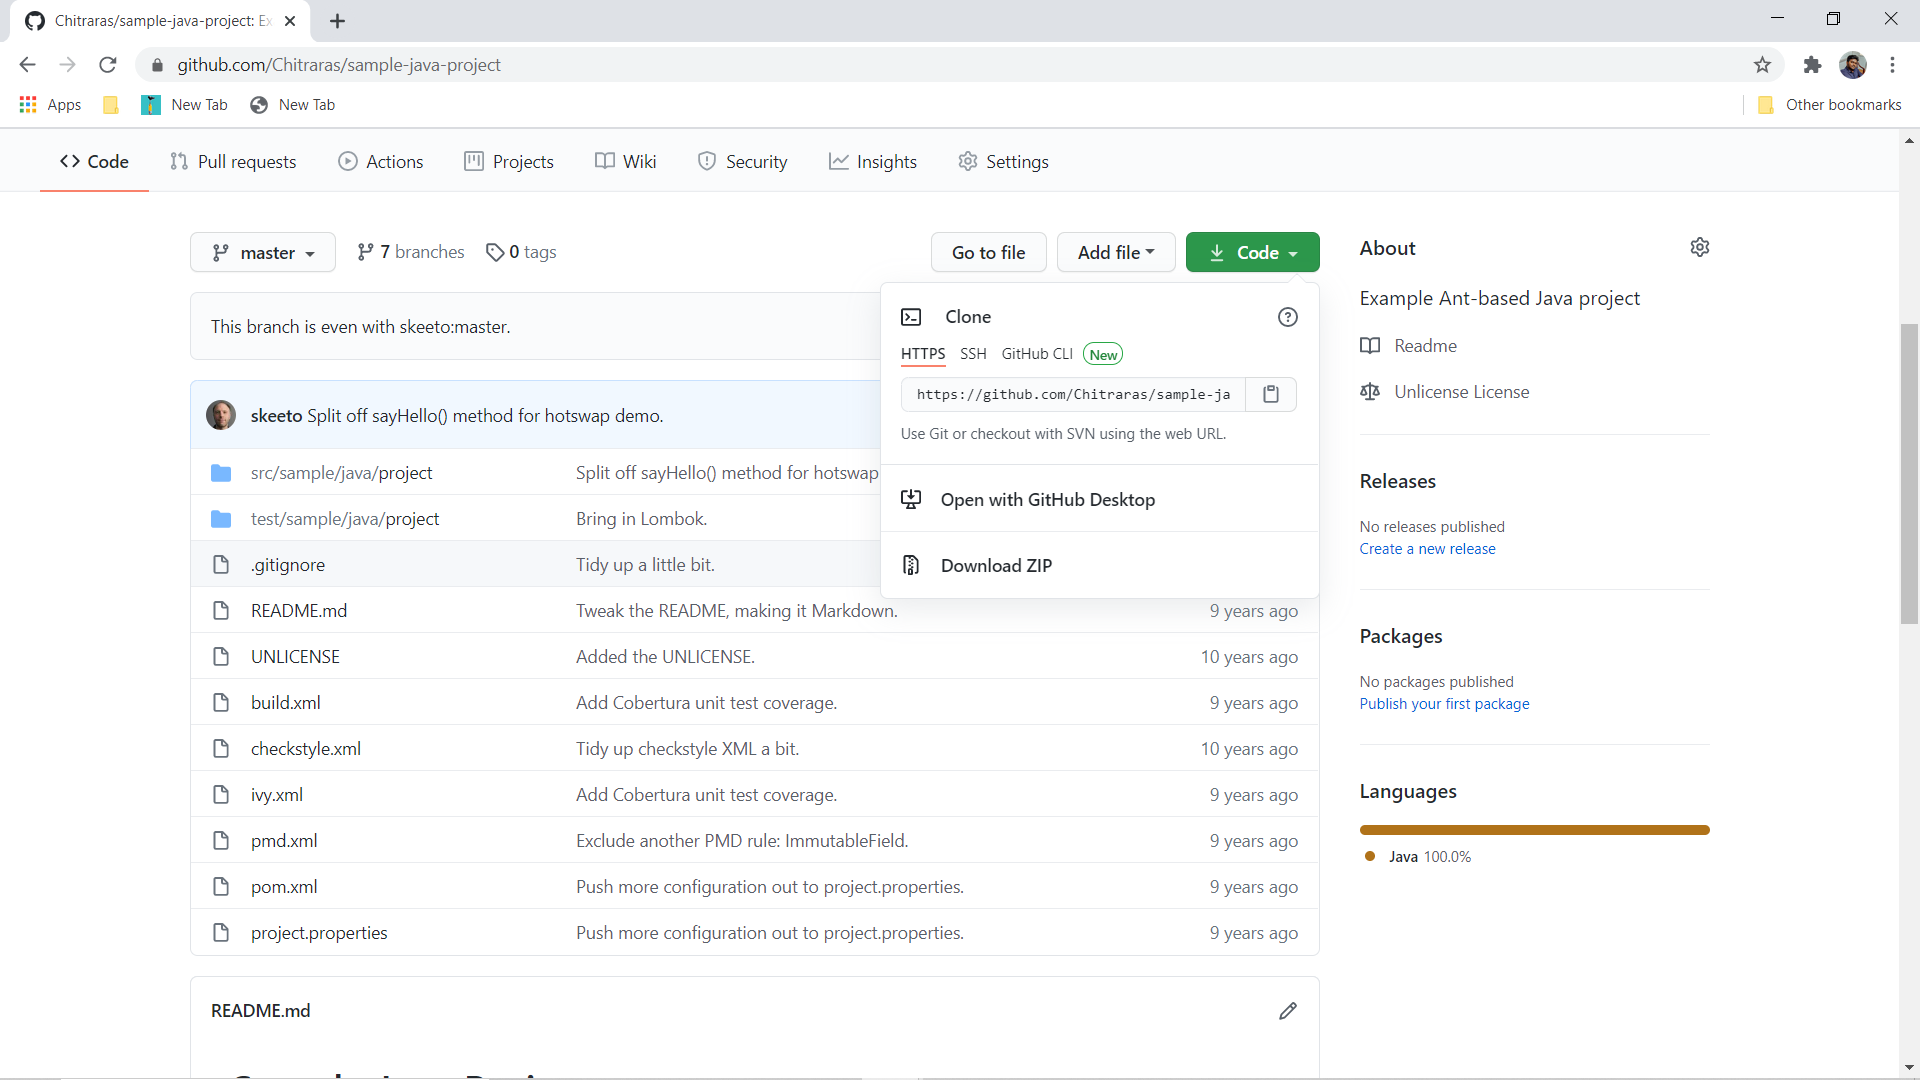 Chitraras/sample-java-project: Ex
github.com/Chitraras/sample-java-project
Apps
New Tab
New Tab
Other bookmarks
Code
Pull requests
Actions
Projects
Wiki
Security
Insights
Settings
master
7 branches
0 tags
Go to file
Add file
Code
This branch is even with skeeto:master.
Clone
HTTPS
SSH
GitHub CLI
New
https://github.com/Chitraras/sample-ja
Use Git or checkout with SVN using the web URL.
Open with GitHub Desktop
Download ZIP
skeeto Split off sayHello() method for hotswap demo.
src/sample/java/project
Split off sayHello() method for hotswap
test/sample/java/project
Bring in Lombok.
.gitignore
Tidy up a little bit.
README.md
Tweak the README, making it Markdown.
9 years ago
UNLICENSE
Added the UNLICENSE.
10 years ago
build.xml
Add Cobertura unit test coverage.
9 years ago
checkstyle.xml
Tidy up checkstyle XML a bit.
10 years ago
ivy.xml
Add Cobertura unit test coverage.
9 years ago
pmd.xml
Exclude another PMD rule: ImmutableField.
9 years ago
pom.xml
Push more configuration out to project.properties.
9 years ago
project.properties
Push more configuration out to project.properties.
9 years ago
README.md
About
Example Ant-based Java project
Readme
Unlicense License
Releases
No releases published
Create a new release
Packages
No packages published
Publish your first package
Languages
Java 100.0%